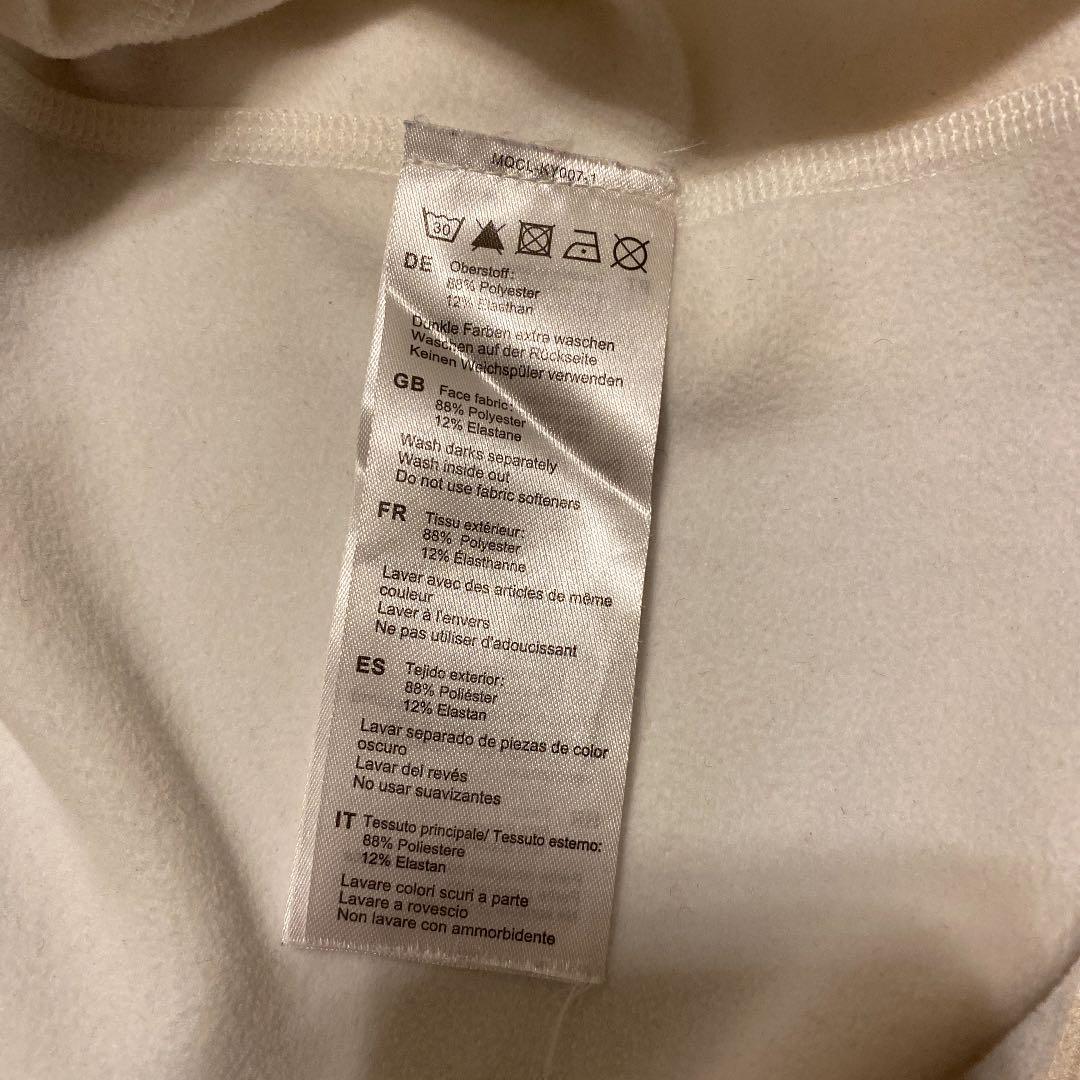 MQCL-KY007-1
30
DE Oberstoff:
88% Polyester
12% Elasthan
Dunkle Farben extra waschen
Waschen auf der Rückseite
Keinen Weichspüler verwenden
GB Face fabric:
88% Polyester
12% Elastane
Wash darks separately
Wash inside out
Do not use fabric softeners
FR Tissu extérieur:
88% Polyester
12% Élasthanne
Laver avec des articles de même
couleur
Laver à l'envers
Ne pas utiliser d'adoucissant
ES Tejido exterior:
88% Poliéster
12% Elastan
Lavar separado de piezas de color
oscuro
Lavar del revés
No usar suavizantes
IT Tessuto principale/ Tessuto esterno:
88% Poliestere
12% Elastan
Lavare colori scuri a parte
Lavare a rovescio
Non lavare con ammorbidente